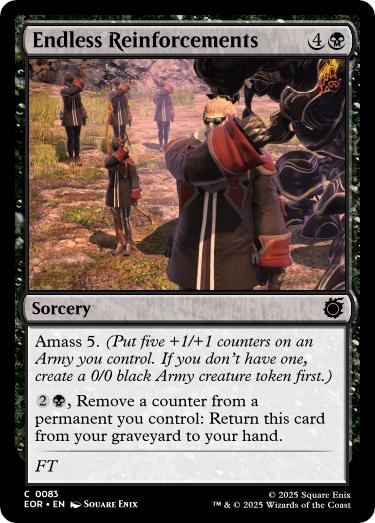 Endless Reinforcements 4
Sorcery
Amass 5. (Put five +1/+1 counters on an
Army you control. If you don't have one,
create a 0/0 black Army creature token first.)
2, Remove a counter from a
permanent you control: Return this card
from your graveyard to your hand.
FT
C 0083
EOR • EN Square Enix
© 2025 Square Enix
™ & © 2025 Wizards of the Coast